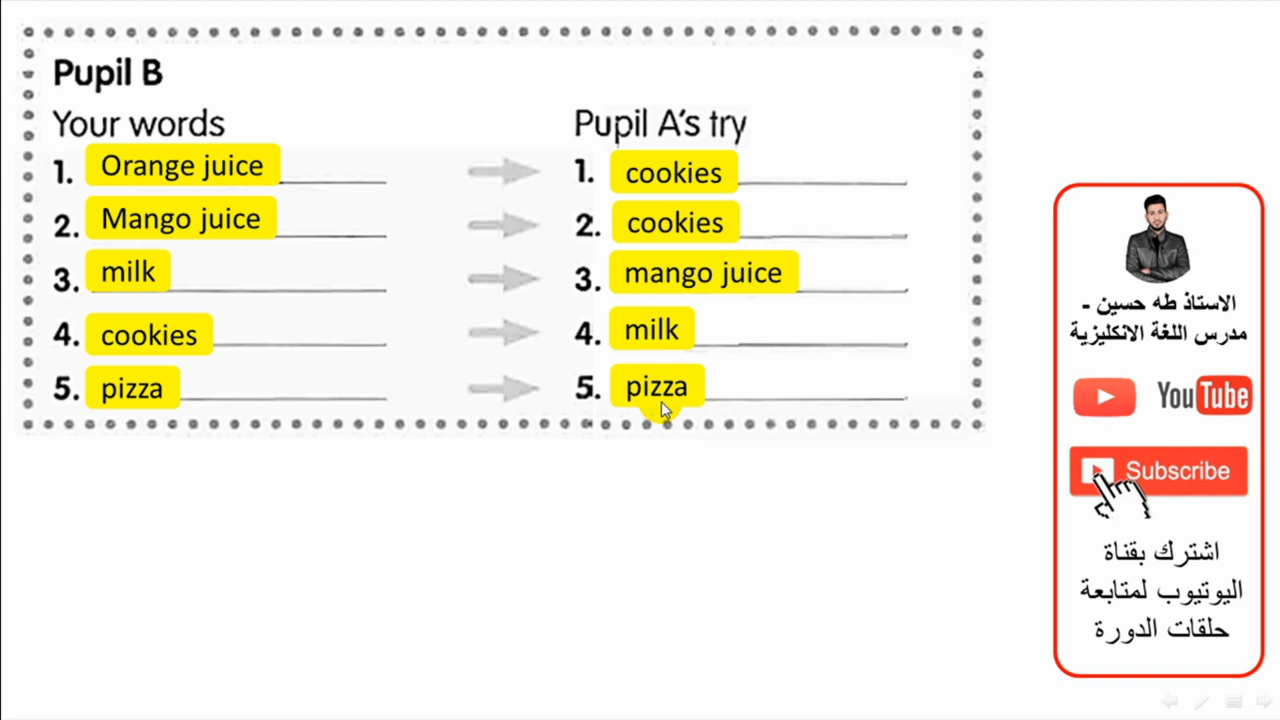 Pupil B
Your words
1. Orange juice
2. Mango juice
3. milk
4. cookies
5. pizza
Pupil A's try
1. cookies
2. cookies
3. mango juice
4. milk
5. pizza
الاستاذ طه حسين -
مدرس اللغة الانكليزية
YouTube
Subscribe
اشترك بقناة
اليوتيوب لمتابعة
حلقات الدورة